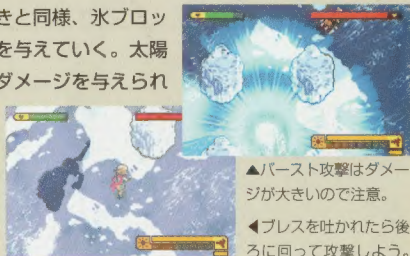 きと同様、氷ブロッ
を与えていく。太陽
ダメージを与えられ
▲バースト攻撃はダメー
ジが大きいので注意。
◀ブレスを吐かれたら後
ろに回って攻撃しよう。